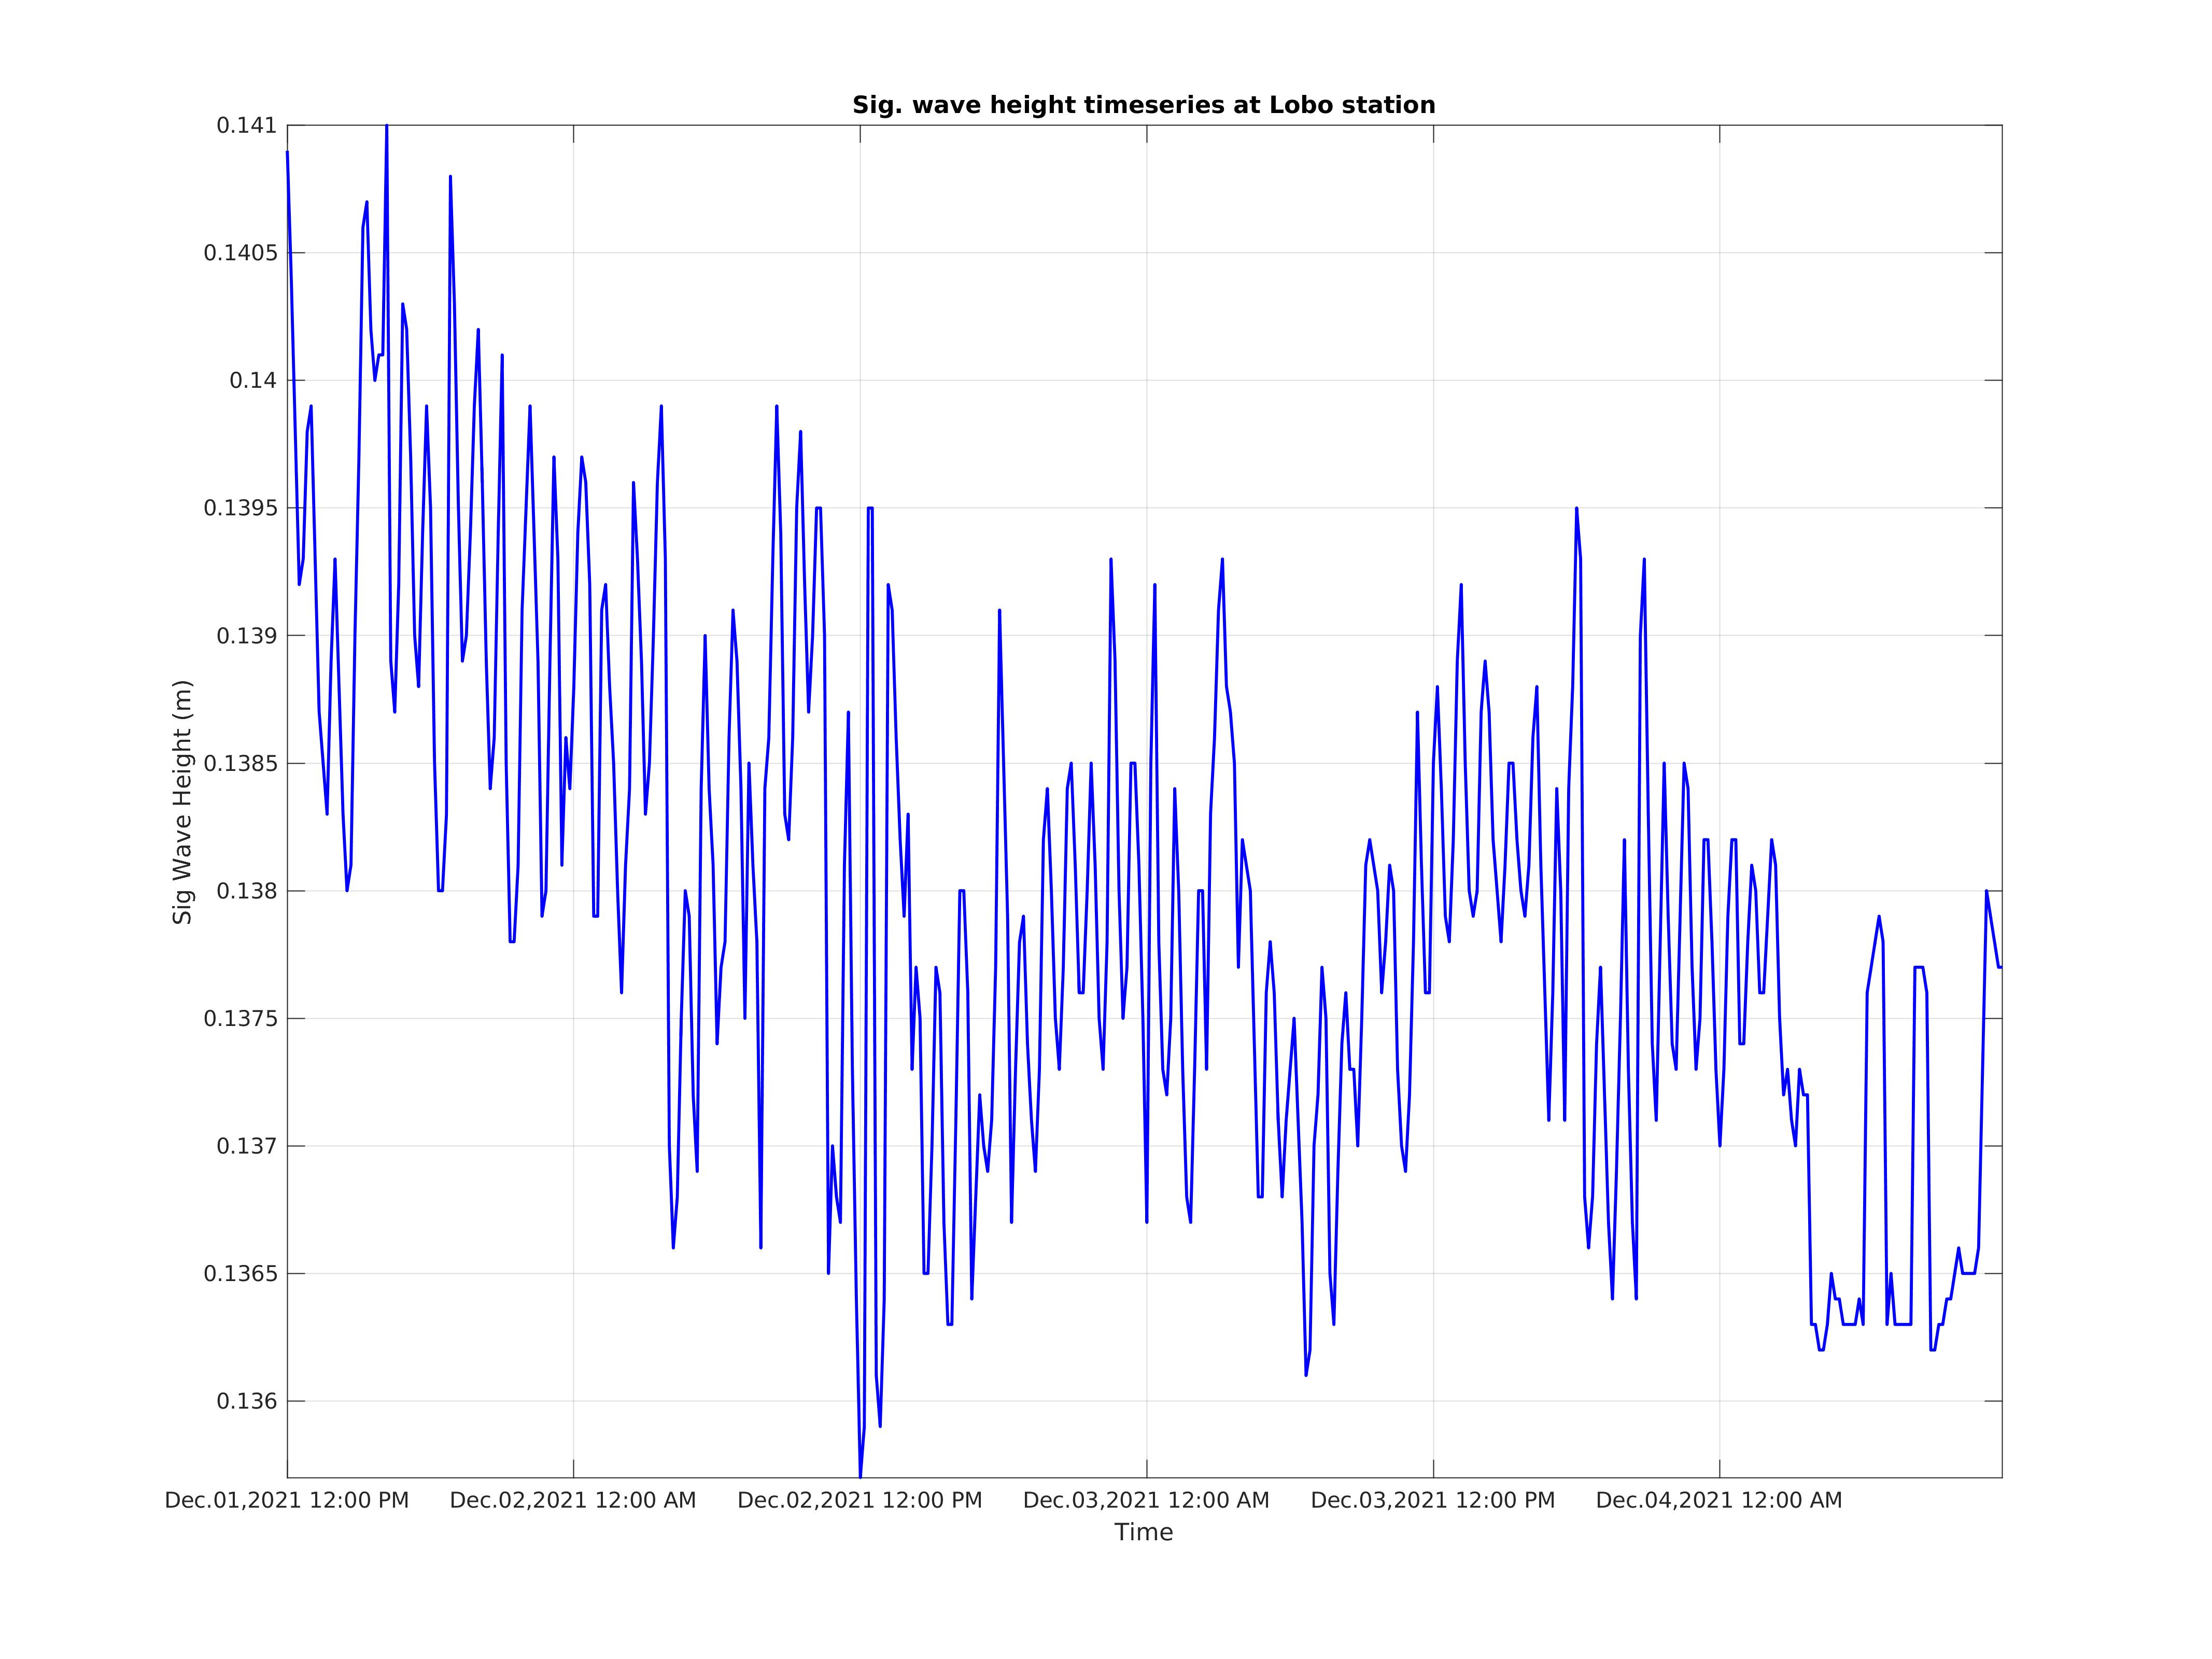 Sig. wave height timeseries at Lobo station
0.141
0.1405
0.14
0.1395
0.139
0.1385
0.138
0.1375
0.137
0.1365
0.136
Sig Wave Height (m)
Dec.01,2021 12:00 PM Dec.02,2021 12:00 AM Dec.02,2021 12:00 PM Dec.03,2021 12:00 AM Dec.03,2021 12:00 PM Dec.04,2021 12:00 AM
Time